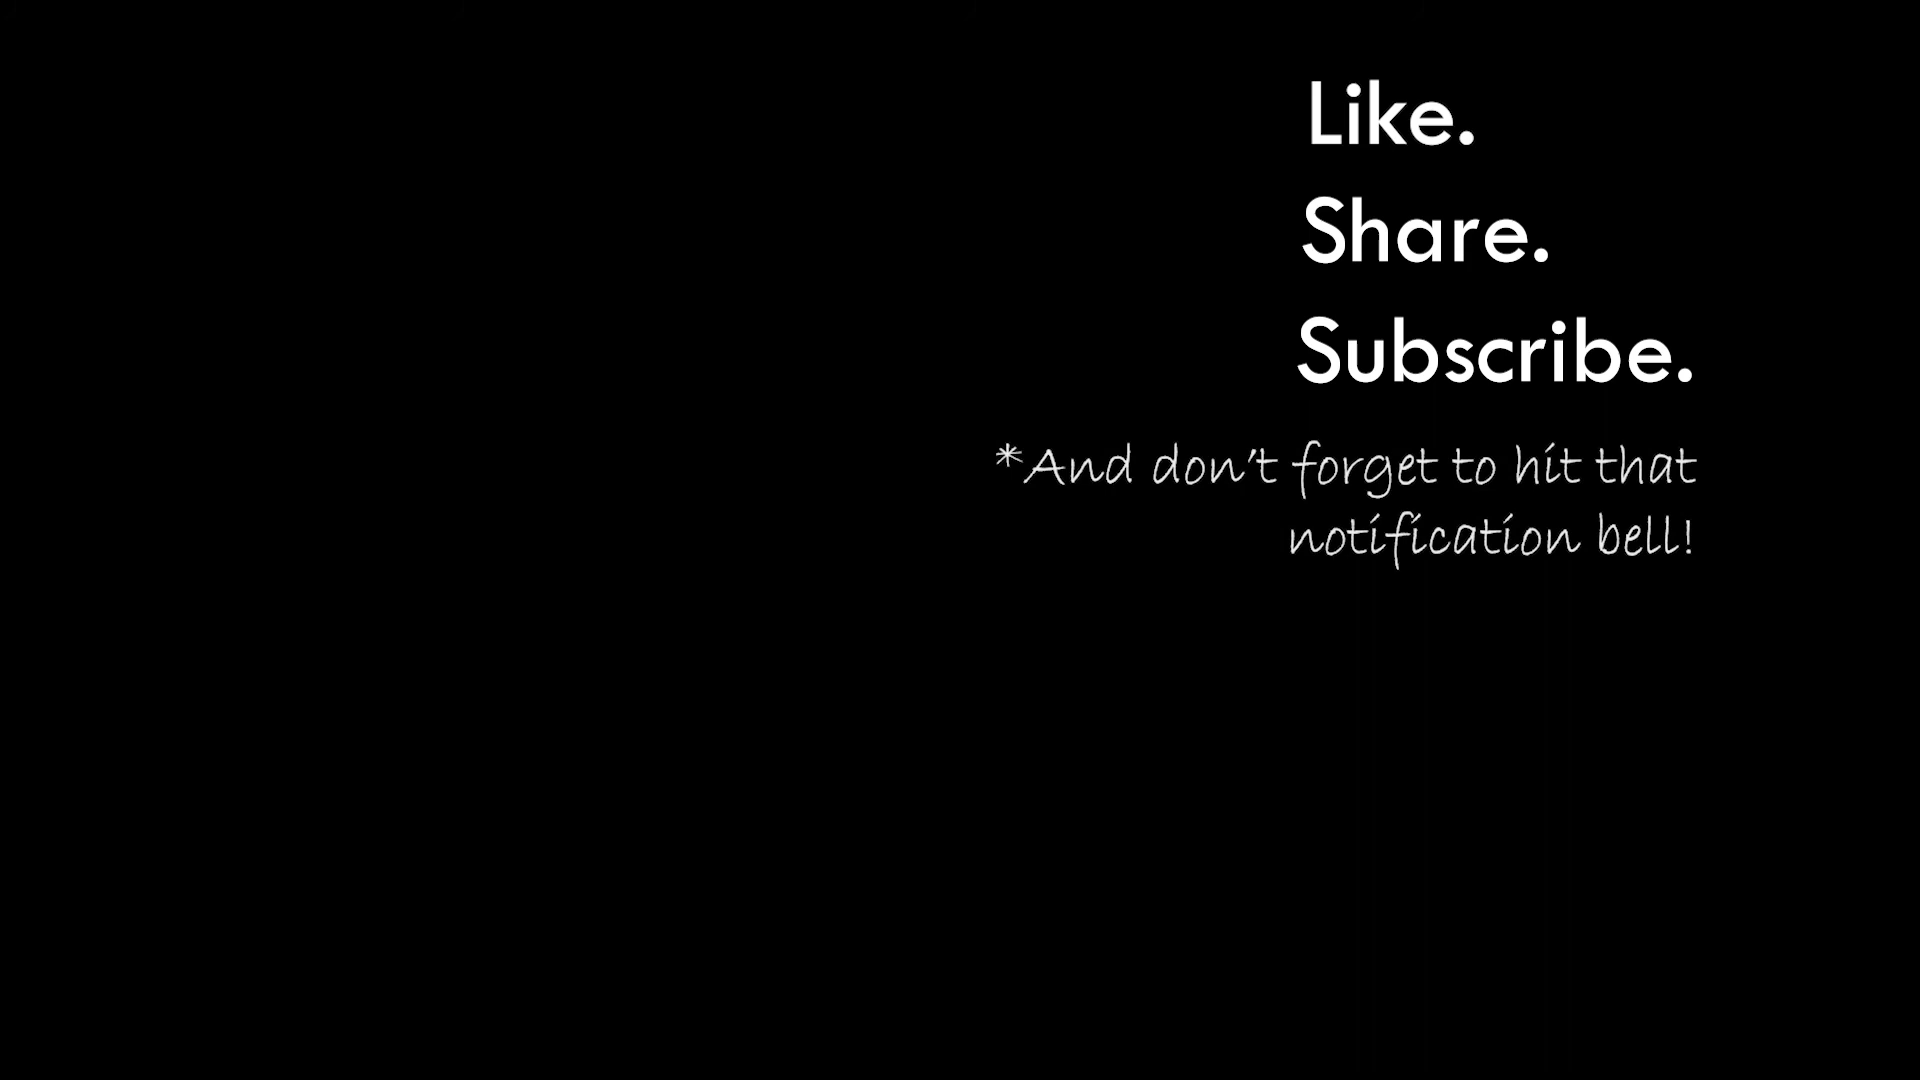 Like.
Share.
Subscribe.
*And don't forget to hit that
notification bell!